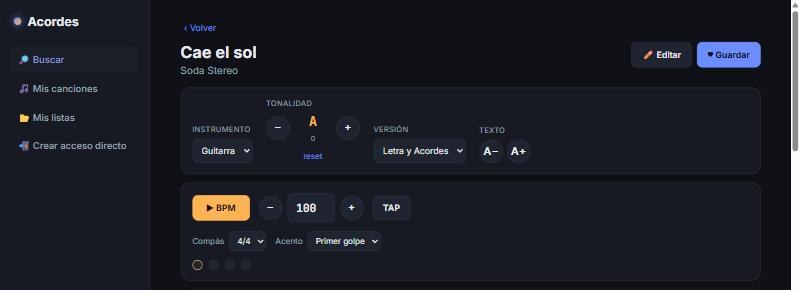 Acordes
Buscar
Mis canciones
Mis listas
Crear acceso directo
‹ Volver
Cae el sol
Soda Stereo
Editar
♥ Guardar
INSTRUMENTO
Guitarra
TONALIDAD
−
A
+
0
reset
VERSIÓN
Letra y Acordes
TEXTO
A−
A+
▶ BPM
−
100
+
TAP
Compás
4/4
Acento
Primer golpe